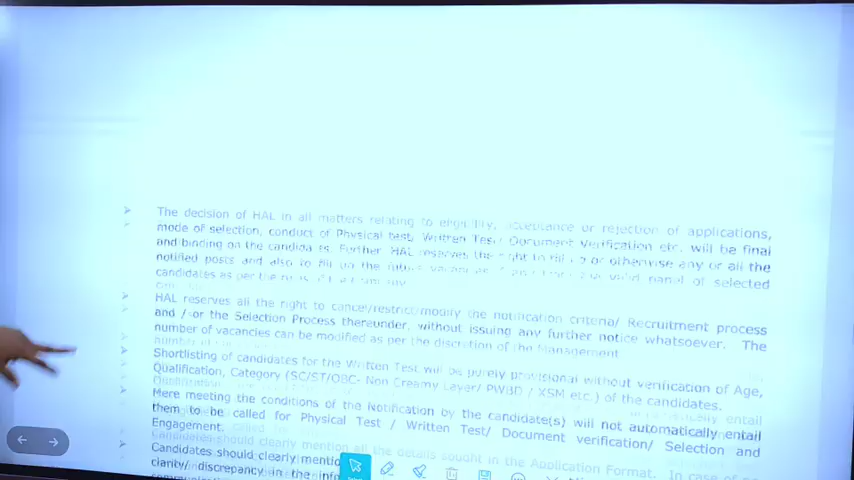 The decision of HAL in all matters relating to eligibility, acceptance or rejection of applications,
mode of selection, conduct of Physical test, Written Test, Document Verification etc. will be final
and binding on the candidates. Further HAL reserves the right to fill up or otherwise any or all the
notified posts and also to fill up the future panel of selected
candidates as per the
HAL reserves all the right to cancel/restrict/modify the notification criteria/ Recruitment process
and / or the Selection Process thereunder, without issuing any further notice whatsoever. The
number of vacancies can be modified as per the discretion of the Management
Shortlisting of candidates for the Written Test will be purely provisional without verification of Age,
Qualification, Category (SC/ST/OBC- Non Creamy Layer/ PWBD / XSM etc.) of the candidates.
Mere meeting the conditions of the Notification by the candidate(s) will not automatically entail
them to be called for Physical Test / Written Test/ Document verification/ Selection and
Engagement.
Candidates should clearly mention all the details sought in the Application Format. In case of
clarity/ discrepancy in the